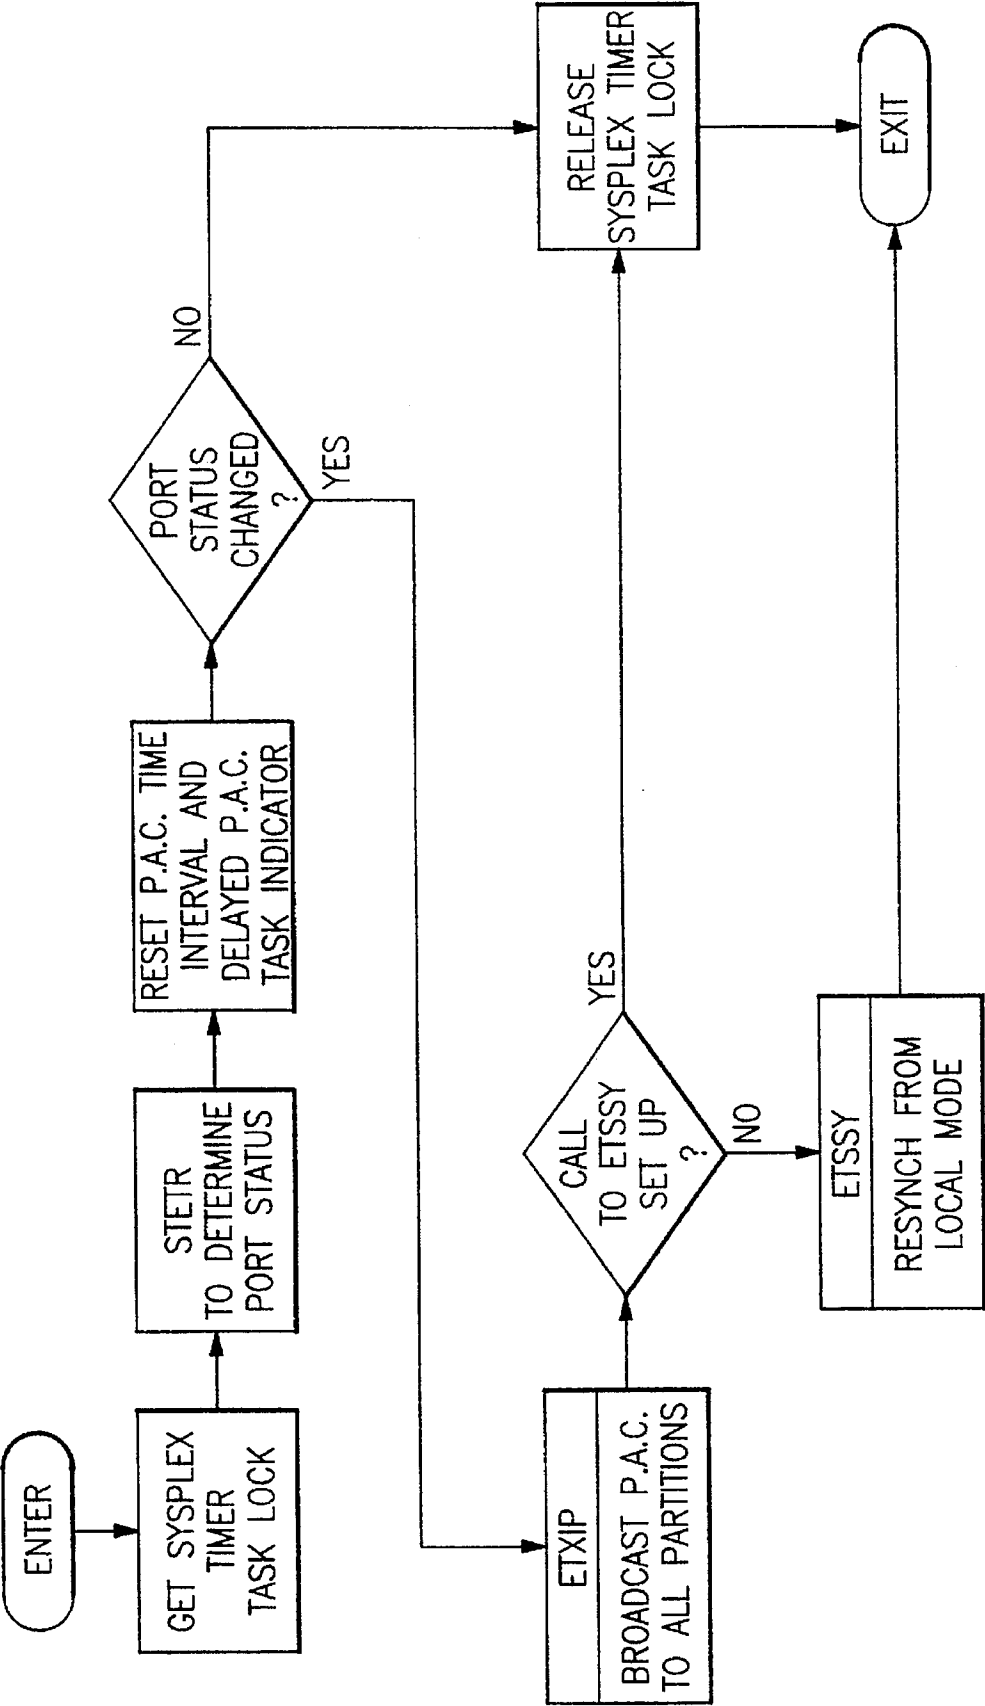 ENTER
GET SYSPLEX
TIMER
TASK LOCK
STETR
TO DETERMINE
PORT STATUS
RESET P.A.C. TIME
INTERVAL AND
DELAYED P.A.C.
TASK INDICATOR
PORT
STATUS
CHANGED
?
NO
YES
ETXIP
BROADCAST P.A.C.
TO ALL PARTITIONS
CALL
TO ETSSY
SET UP
?
YES
NO
RELEASE
SYSPLEX TIMER
TASK LOCK
ETSSY
RESYNCH FROM
LOCAL MODE
EXIT